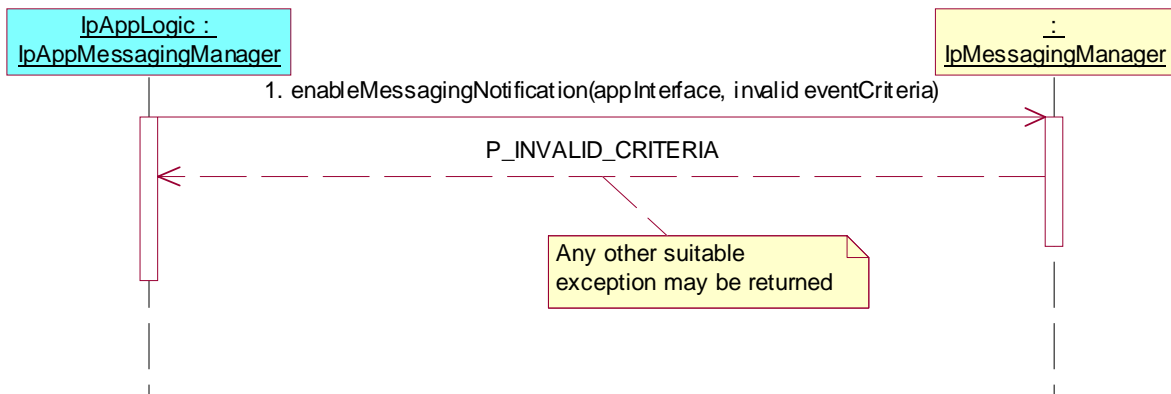 IpAppLogic :
IpAppMessagingManager
:
IpMessagingManager
1. enableMessagingNotification(appInterface, invalid eventCriteria)
P_INVALID_CRITERIA
Any other suitable
exception may be returned